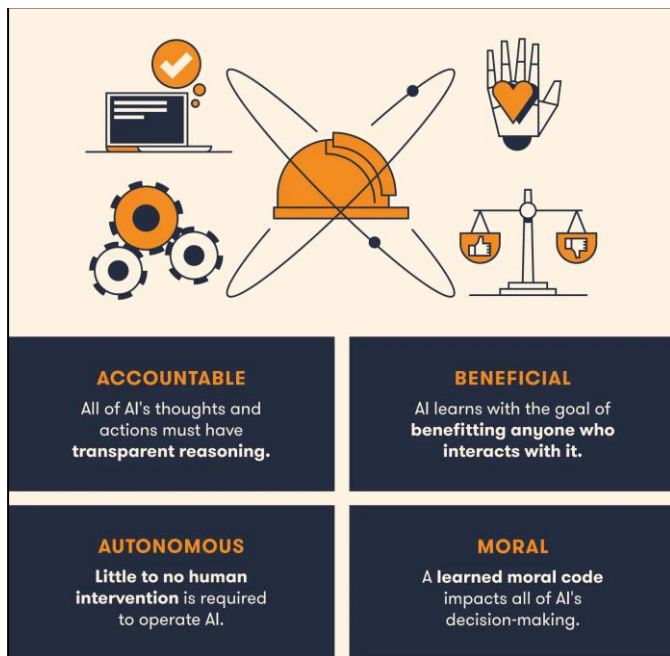 ACCOUNTABLE
All of AI's thoughts and
actions must have
transparent reasoning.
BENEFICIAL
AI learns with the goal of
benefitting anyone who
interacts with it.
AUTONOMOUS
Little to no human
intervention is required
to operate AI.
MORAL
A learned moral code
impacts all of AI's
decision-making.